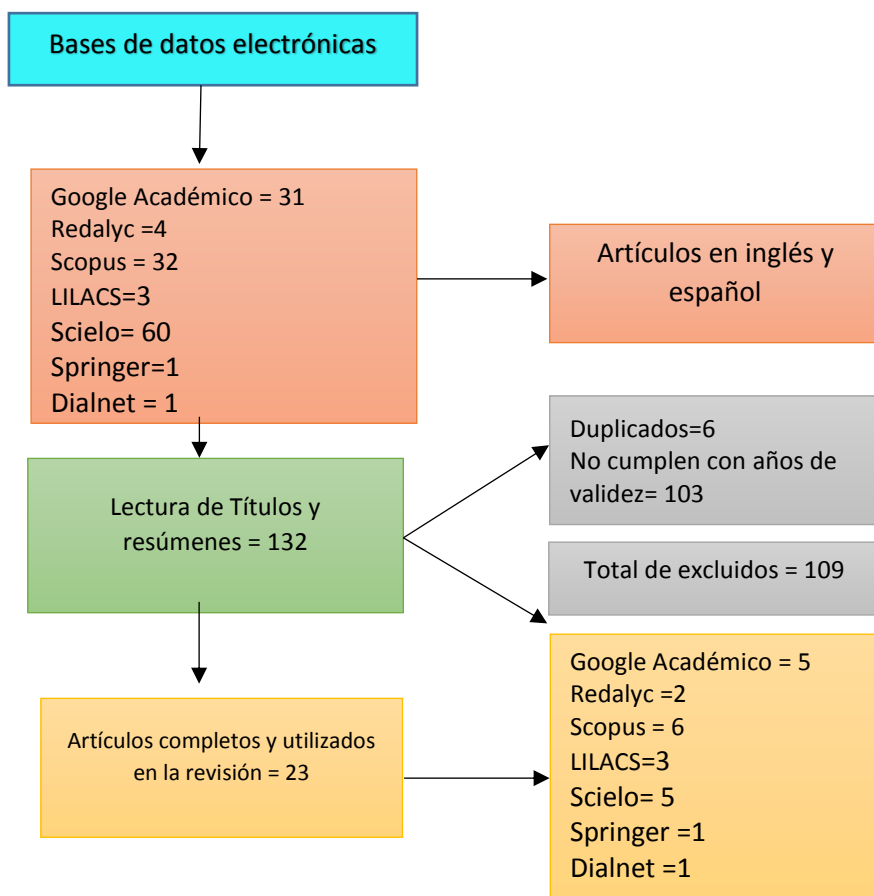 Bases de datos electrónicas
Google Académico = 31
Redalyc =4
Scopus = 32
LILACS=3
Scielo= 60
Springer=1
Dialnet = 1
Artículos en inglés y
español
Lectura de Títulos y
resúmenes = 132
Duplicados=6
No cumplen con años de
validez= 103
Total de excluidos = 109
Artículos completos y utilizados
en la revisión = 23
Google Académico = 5
Redalyc =2
Scopus = 6
LILACS=3
Scielo= 5
Springer =1
Dialnet =1